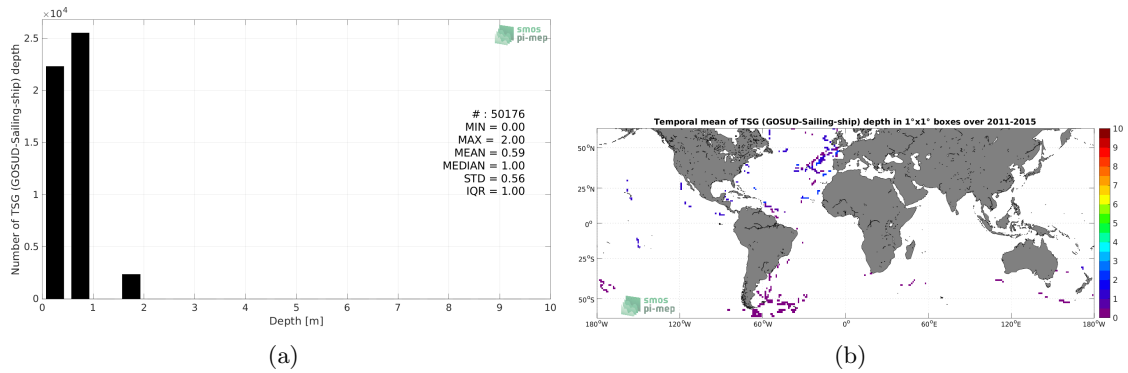 ×10⁴
smos
pi-mep
2.5
2
1.5
1
0.5
0
Number of TSG (GOSUD-Sailing-ship) depth
# : 50176
MIN = 0.00
MAX = 2.00
MEAN = 0.59
MEDIAN = 1.00
STD = 0.56
IQR = 1.00
0 1 2 3 4 5 6 7 8 9 10
Depth [m]
(a)
Temporal mean of TSG (GOSUD-Sailing-ship) depth in 1°x1° boxes over 2011-2015
50°N
25°N
0°
25°S
50°S
180°W 120°W 60°W 0°E 60°E 120°E 180°W
10
9
8
7
6
5
4
3
2
1
0
smos
pi-mep
(b)